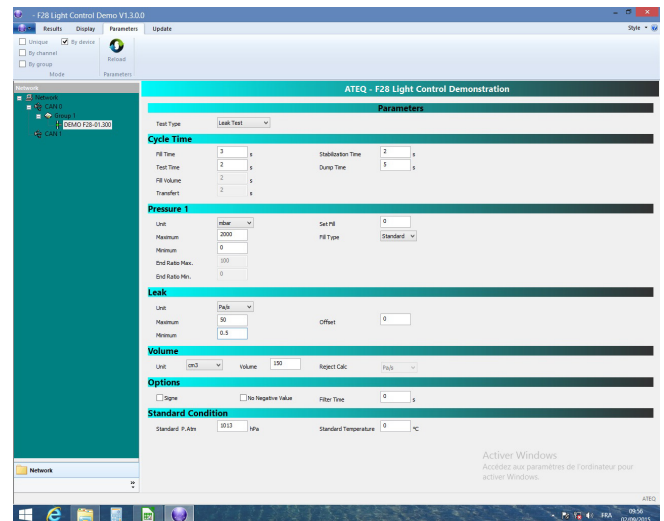 - F28 Light Control Demo V1.3.0.0
Results Display Parameters Update Style
Unique By device
By channel
By group
Reload
Mode Parameters
Network
Network
CAN 0
Group 1
DEMO F28-01.300
CAN 1
Network
ATEQ - F28 Light Control Demonstration
Parameters
Test Type Leak Test
Cycle Time
Fill Time 3 s Stabilization Time 2 s
Test Time 2 s Dump Time 5 s
Fill Volume 2 s
Transfert 2 s
Pressure 1
Unit mbar Set Fill 0
Maximum 2000 Fill Type Standard
Minimum 0
End Ratio Max. 100
End Ratio Min. 0
Leak
Unit Pa/s
Maximum 50 Offset 0
Minimum 0.5
Volume
Unit cm3 Volume 150 Reject Calc Pa/s
Options
Signe No Negative Value Filter Time 0 s
Standard Condition
Standard P.Atm 1013 hPa Standard Temperature 0 °C
Activer Windows
Accédez aux paramètres de l'ordinateur pour
activer Windows.
ATEQ
FRA 09:56
02/09/2015